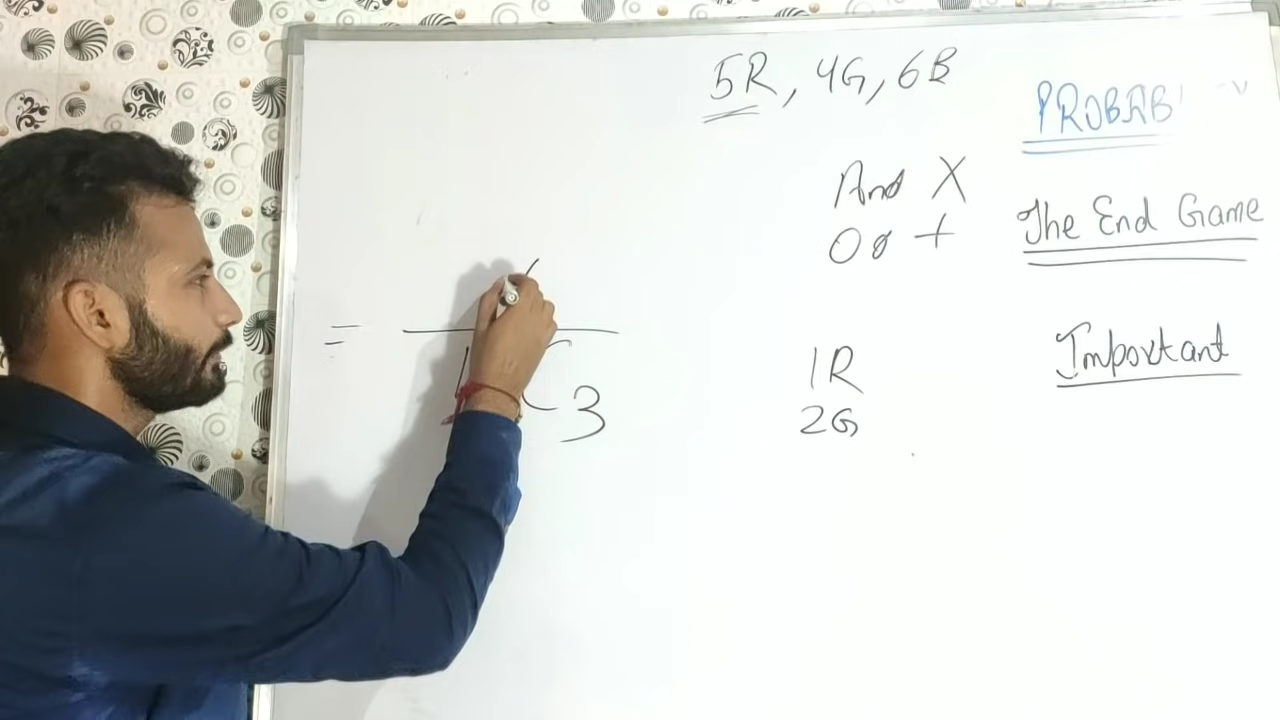 5R, 4G, 6B
PROBAB
And X
Or +
The End Game
=
C 3
1R
2G
Important